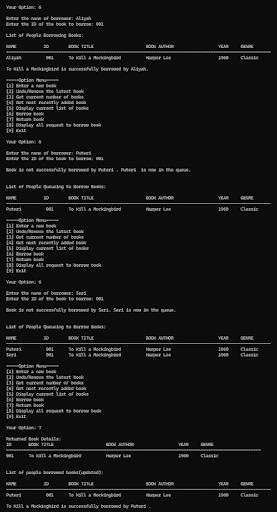 Your Option: 6
Enter the name of borrower: Aliyah
Enter the ID of the book to borrow: 001
List of People Borrowing Books:
NAME ID BOOK TITLE BOOK AUTHOR YEAR GENRE
Aliyah 001 To Kill a Mockingbird Harper Lee 1960 Classic
To Kill a Mockingbird is successfully borrowed by Aliyah.
-----Option Menu-----
[1] Enter a new book
[2] Undo/Remove the latest book
[3] Get current number of books
[4] Get most recently added book
[5] Display current list of books
[6] Borrow book
[7] Return book
[8] Display all request to borrow book
[9] Exit
Your Option: 6
Enter the name of borrower: Puteri
Enter the ID of the book to borrow: 001
Book is not successfully borrowed by Puteri . Puteri is now in the queue.
List of People Queueing to Borrow Books:
NAME ID BOOK TITLE BOOK AUTHOR YEAR GENRE
Puteri 001 To Kill a Mockingbird Harper Lee 1960 Classic
-----Option Menu-----
[1] Enter a new book
[2] Undo/Remove the latest book
[3] Get current number of books
[4] Get most recently added book
[5] Display current list of books
[6] Borrow book
[7] Return book
[8] Display all request to borrow book
[9] Exit
Your Option: 6
Enter the name of borrower: Seri
Enter the ID of the book to borrow: 001
Book is not successfully borrowed by Seri. Seri is now in the queue.
List of People Queueing to Borrow Books:
NAME ID BOOK TITLE BOOK AUTHOR YEAR GENRE
Puteri 001 To Kill a Mockingbird Harper Lee 1960 Classic
Seri 001 To Kill a Mockingbird Harper Lee 1960 Classic
-----Option Menu-----
[1] Enter a new book
[2] Undo/Remove the latest book
[3] Get current number of books
[4] Get most recently added book
[5] Display current list of books
[6] Borrow book
[7] Return book
[8] Display all request to borrow book
[9] Exit
Your Option: 7
Returned Book Details:
ID BOOK TITLE BOOK AUTHOR YEAR GENRE
001 To Kill a Mockingbird Harper Lee 1960 Classic
List of people borrowed books(updated):
NAME ID BOOK TITLE BOOK AUTHOR YEAR GENRE
Puteri 001 To Kill a Mockingbird Harper Lee 1960 Classic
To Kill a Mockingbird is successfully borrowed by Puteri .